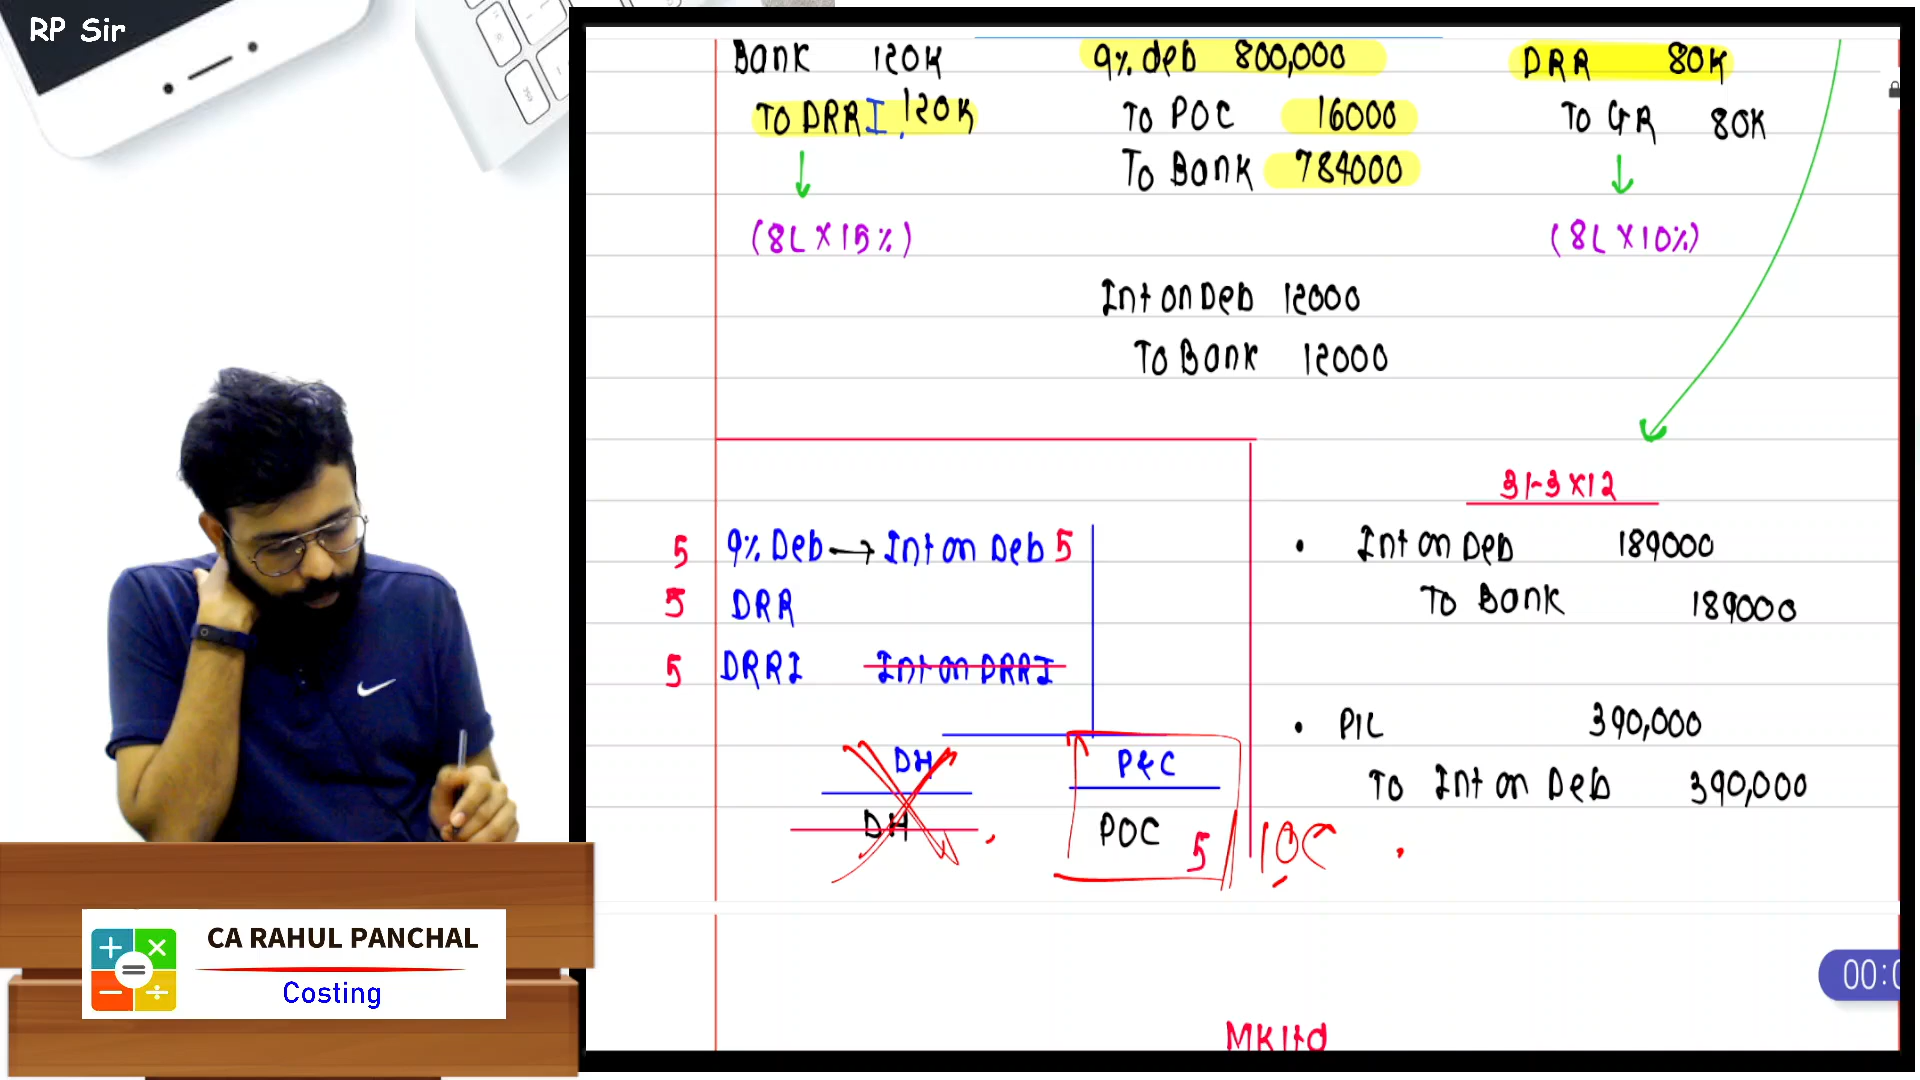 RP Sir
Bank 120K
To DRRI 120K
(8L X 15%)
9% deb 800,000
To POC 16000
To Bank 784000
DRR 80K
To GR 80K
(8L X 10%)
Int on Deb 12000
To Bank 12000
5 9% Deb → Int on Deb 5
5 DRR
5 DRRI Int on DRRI
DH
DH
P&C
POC 5
10C
31-3 X12
• Int on Deb 189000
To Bank 189000
• P/L 390,000
To Int on Deb 390,000
CA RAHUL PANCHAL
Costing
00:0
MK ltd